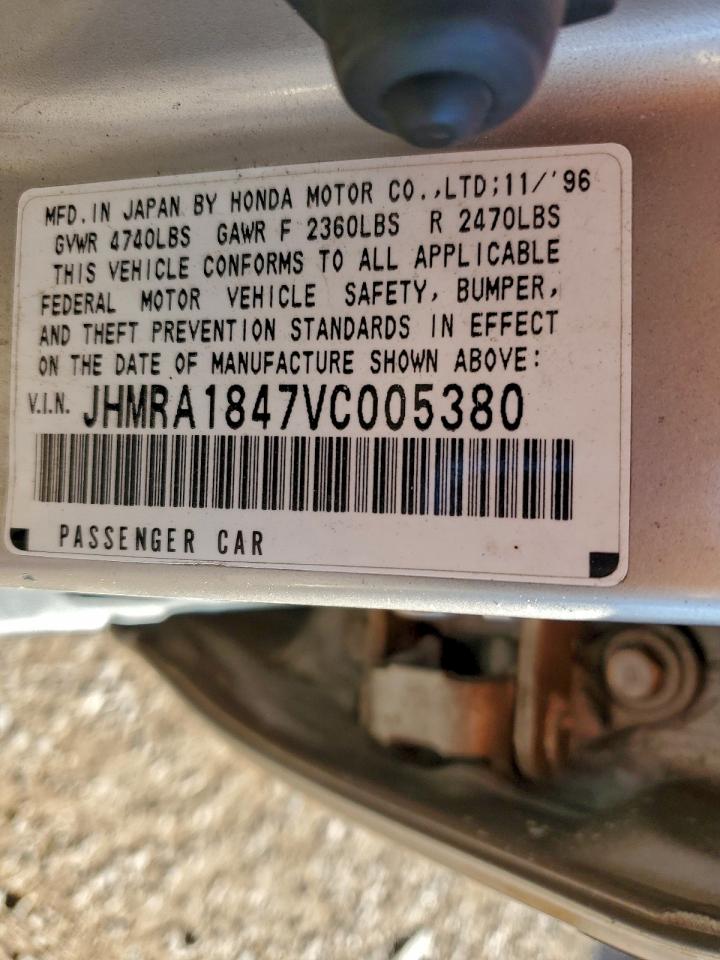 MFD. IN JAPAN BY HONDA MOTOR CO.,LTD;11/'96
GVWR 4740LBS GAWR F 2360LBS R 2470LBS
THIS VEHICLE CONFORMS TO ALL APPLICABLE
FEDERAL MOTOR VEHICLE SAFETY, BUMPER,
AND THEFT PREVENTION STANDARDS IN EFFECT
ON THE DATE OF MANUFACTURE SHOWN ABOVE:
V.I.N. JHMRA1847VC005380
PASSENGER CAR